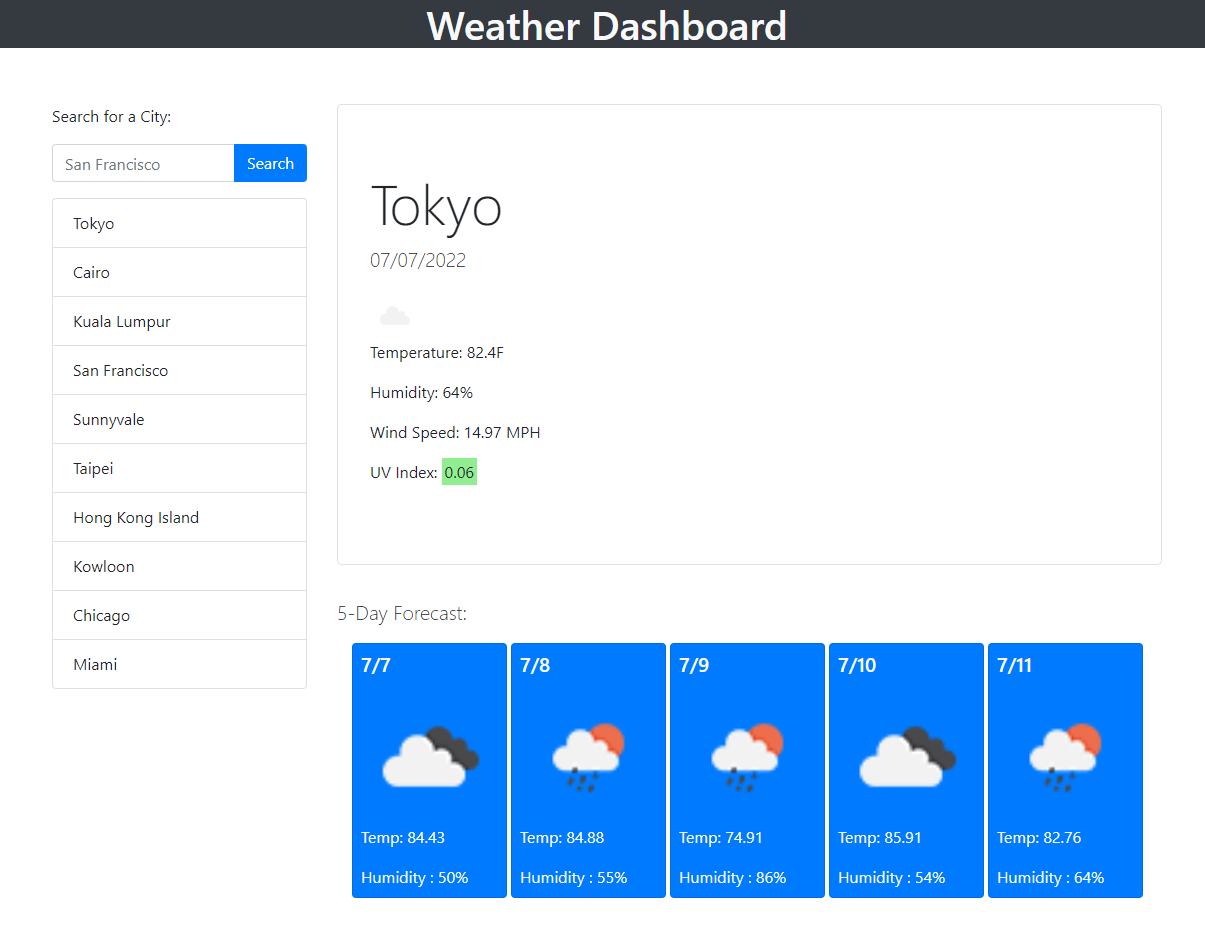 Weather Dashboard
Search for a City:
San Francisco
Search
Tokyo
Cairo
Kuala Lumpur
San Francisco
Sunnyvale
Taipei
Hong Kong Island
Kowloon
Chicago
Miami
Tokyo
07/07/2022
Temperature: 82.4F
Humidity: 64%
Wind Speed: 14.97 MPH
UV Index: 0.06
5-Day Forecast:
7/7
Temp: 84.43
Humidity : 50%
7/8
Temp: 84.88
Humidity : 55%
7/9
Temp: 74.91
Humidity : 86%
7/10
Temp: 85.91
Humidity : 54%
7/11
Temp: 82.76
Humidity : 64%